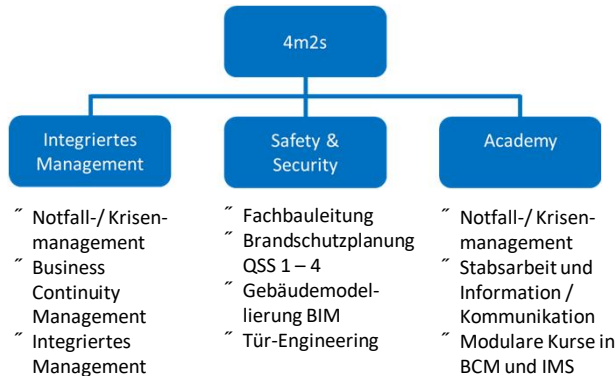 4m2s
Integriertes
Management
˝ Notfall-/ Krisen-
management
˝ Business
Continuity
Management
˝ Integriertes
Management
Safety &
Security
˝ Fachbauleitung
˝ Brandschutzplanung
QSS 1 – 4
˝ Gebäudemodel-
lierung BIM
˝ Tür-Engineering
Academy
˝ Notfall-/ Krisen-
management
˝ Stabsarbeit und
Information /
Kommunikation
˝ Modulare Kurse in
BCM und IMS